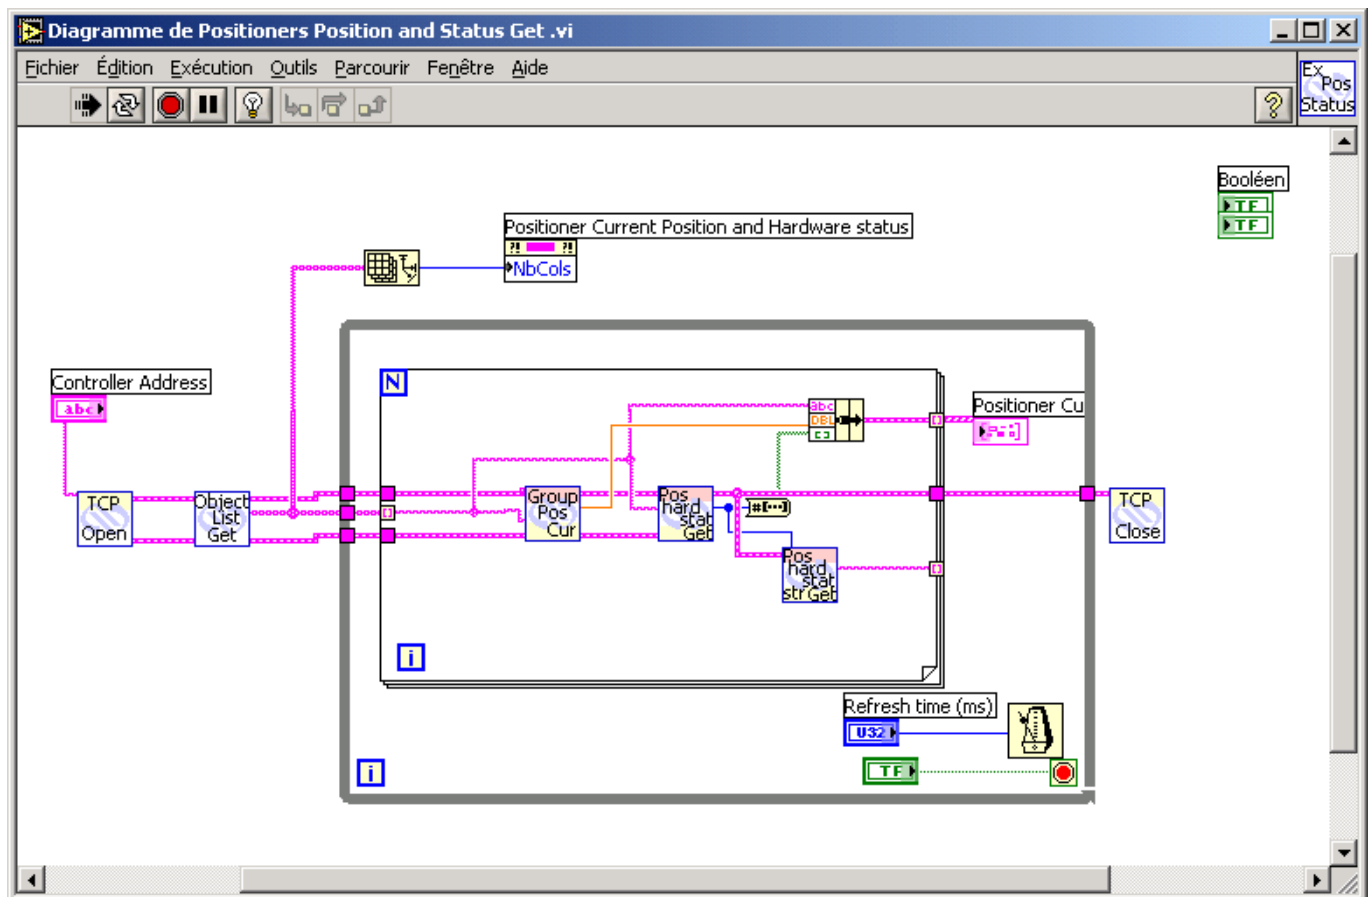 Diagramme de Positioners Position and Status Get .vi
Fichier Édition Exécution Outils Parcourir Fenêtre Aide
Ex
Pos
Status
Booléen
TF
TF
Positioner Current Position and Hardware status
?! ?!
NbCols
Controller Address
abc
N
abc
DBL
[ ]
Positioner Cu
TCP
Open
Object
List
Get
Group
Pos
Cur
Pos
hard
stat
Get
#[···]
Pos
hard
stat
str Get
TCP
Close
i
Refresh time (ms)
U32
TF
i